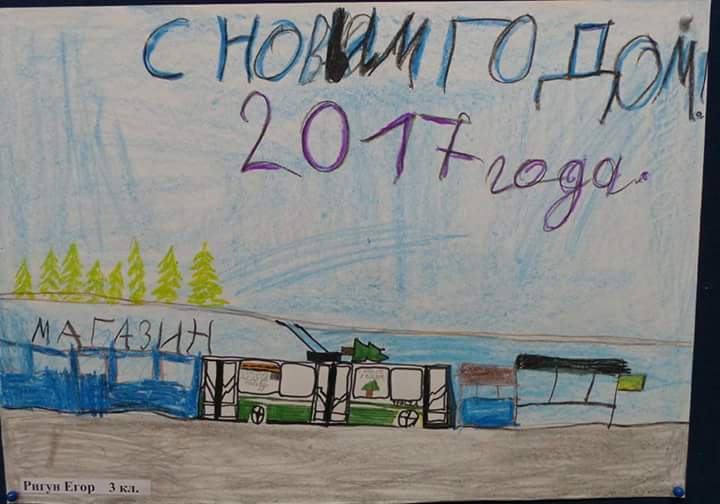 С НОВЫМ ГОДОМ.
2017 года.
МАГАЗИН
Ригун Егор 3 кл.